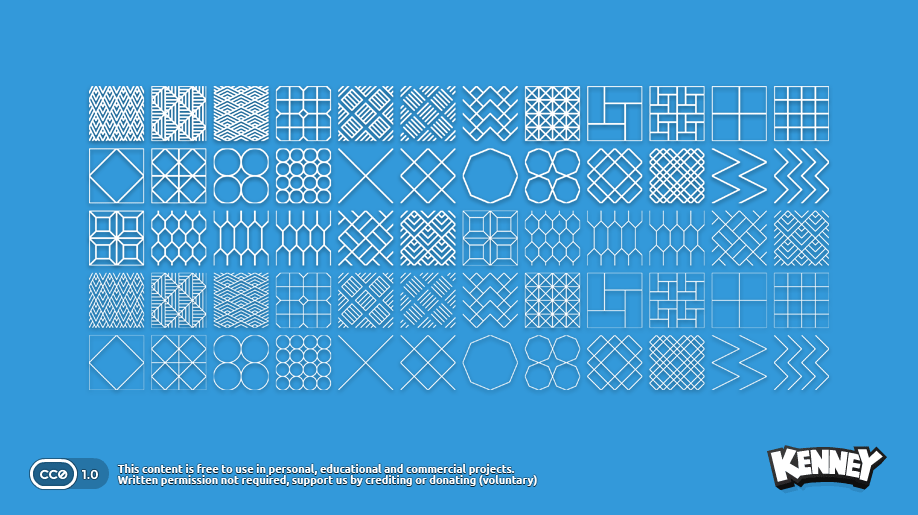 CC0 1.0
This content is free to use in personal, educational and commercial projects.
Written permission not required, support us by crediting or donating (voluntary)
KENNEY